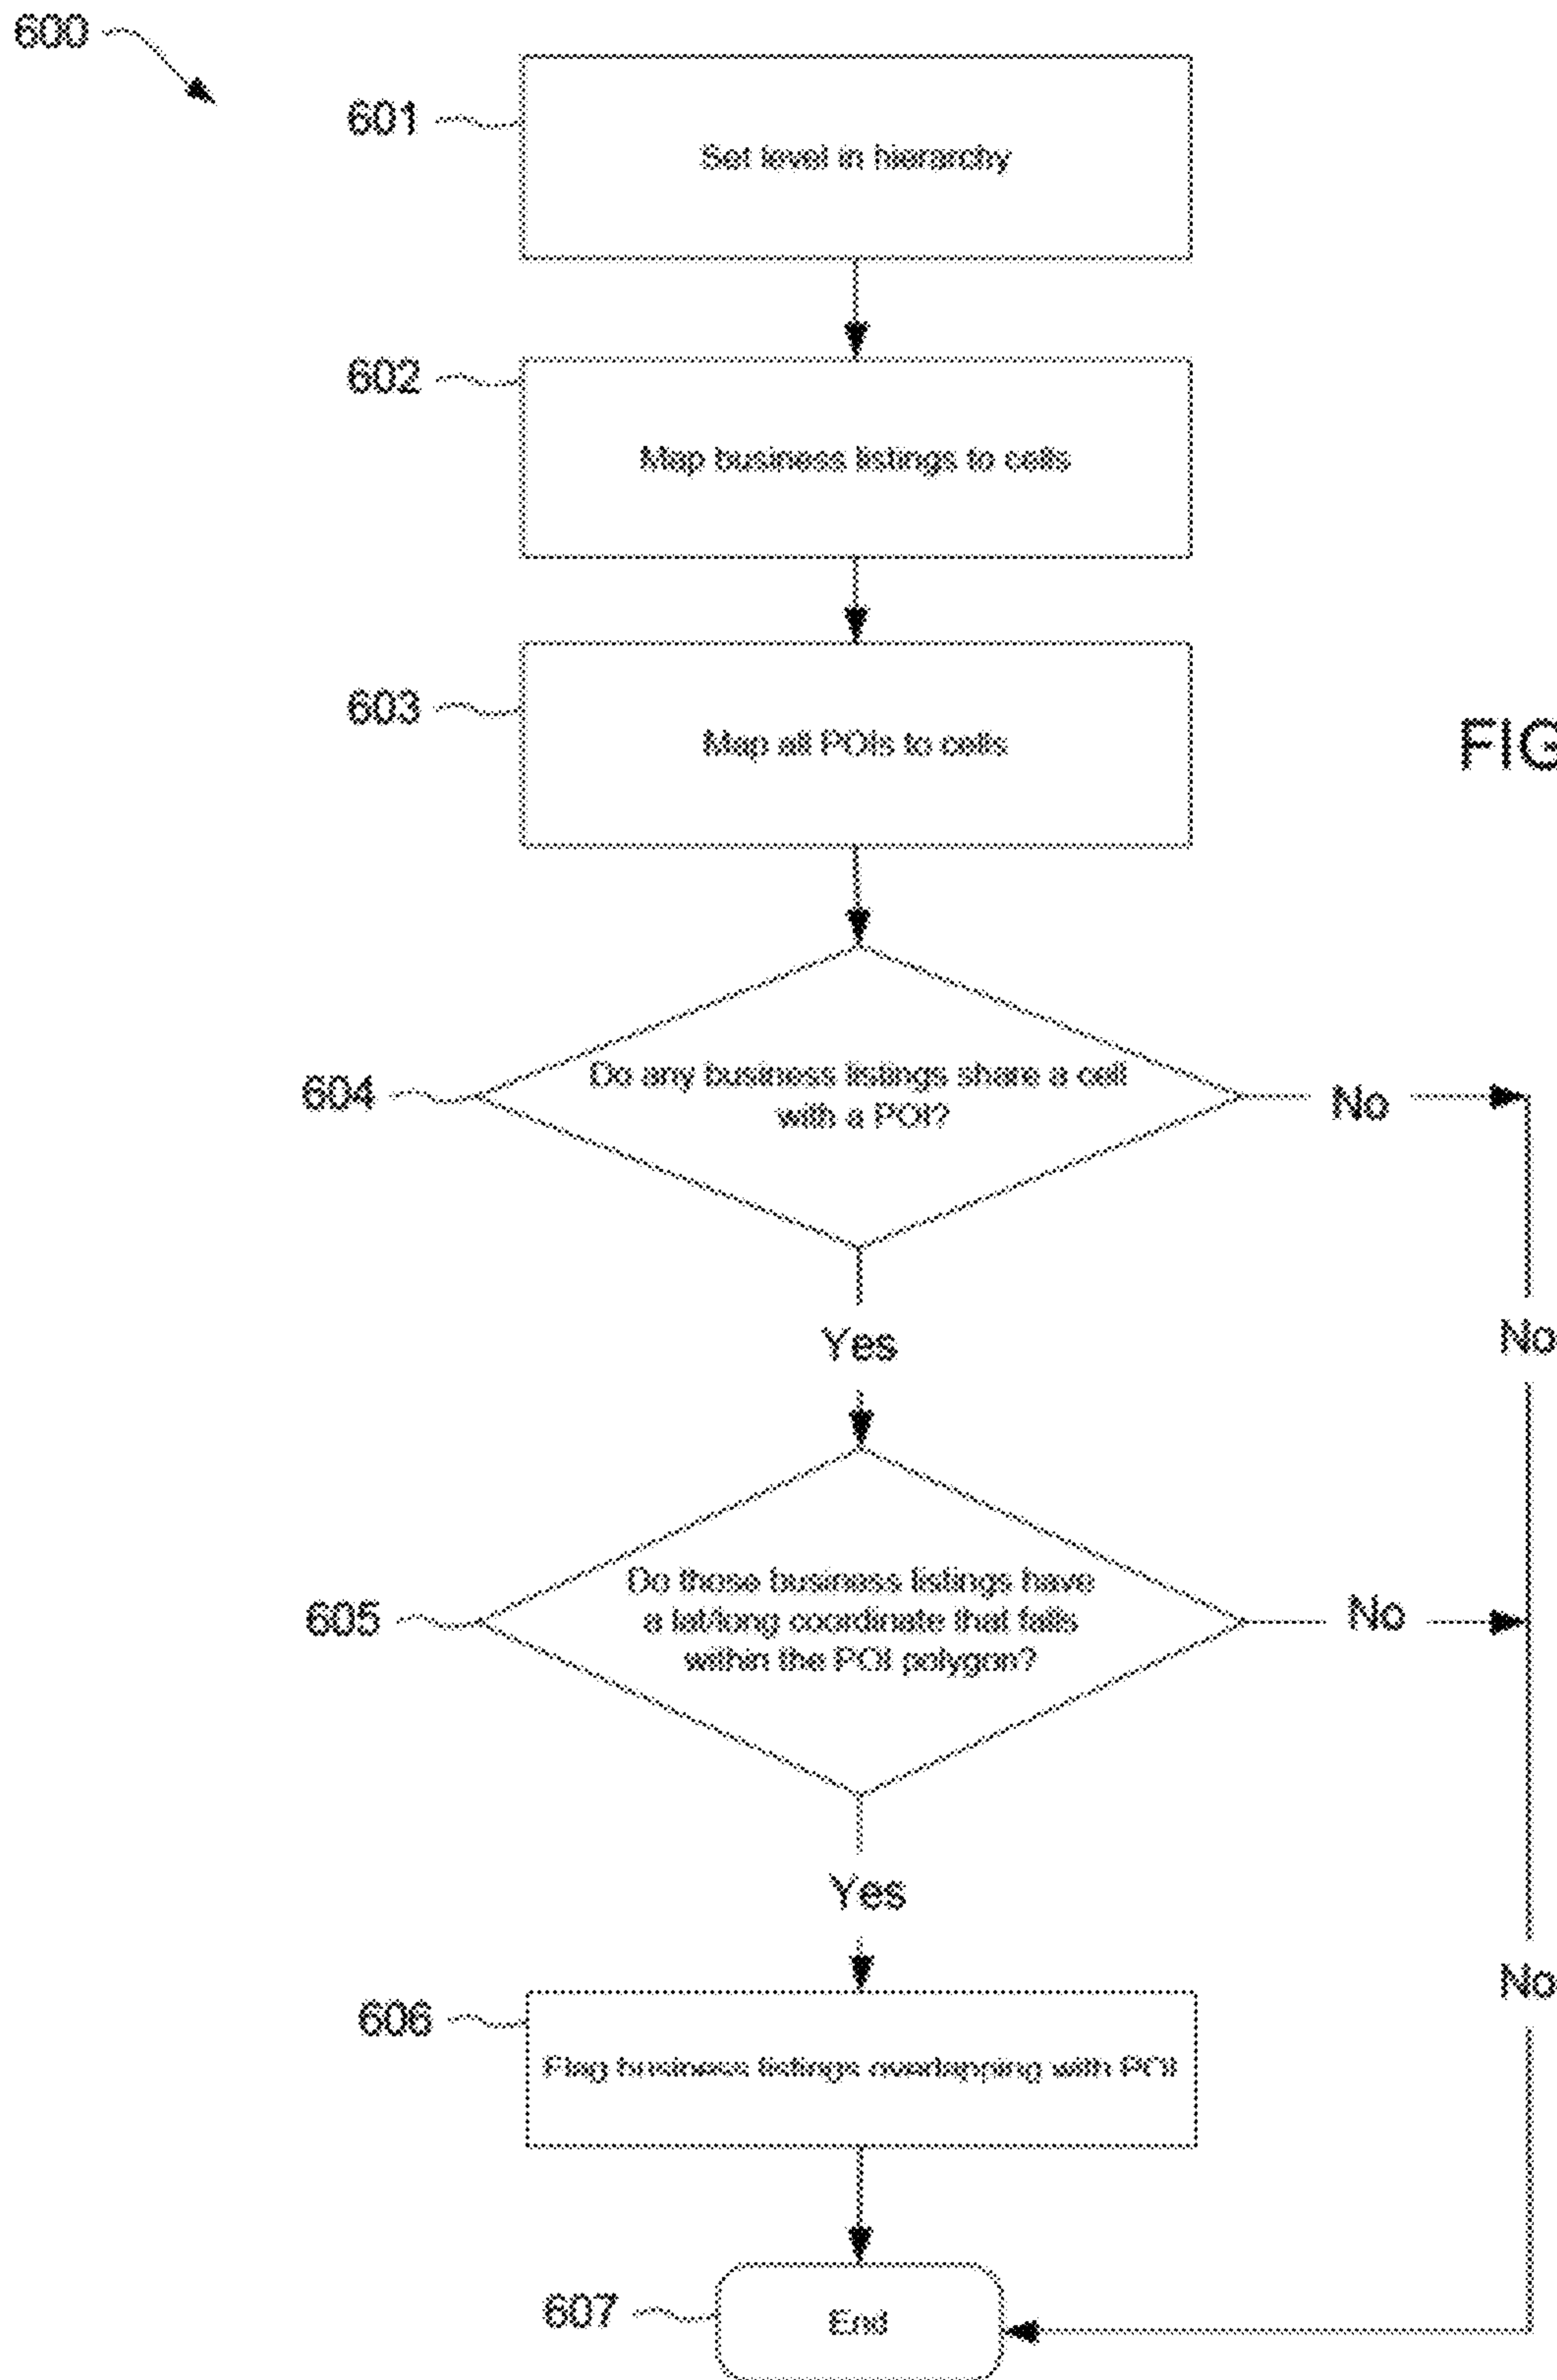 600
601
Set level in hierarchy
602
Map business listings to cells
603
Map all POIs to cells
FIG
604
Do any business listings share a cell
with a POI?
No
Yes
No
605
Do those business listings have
a lat/long coordinate that falls
within the POI polygon?
No
Yes
No
606
Flag business listings overlapping with POI
607
End